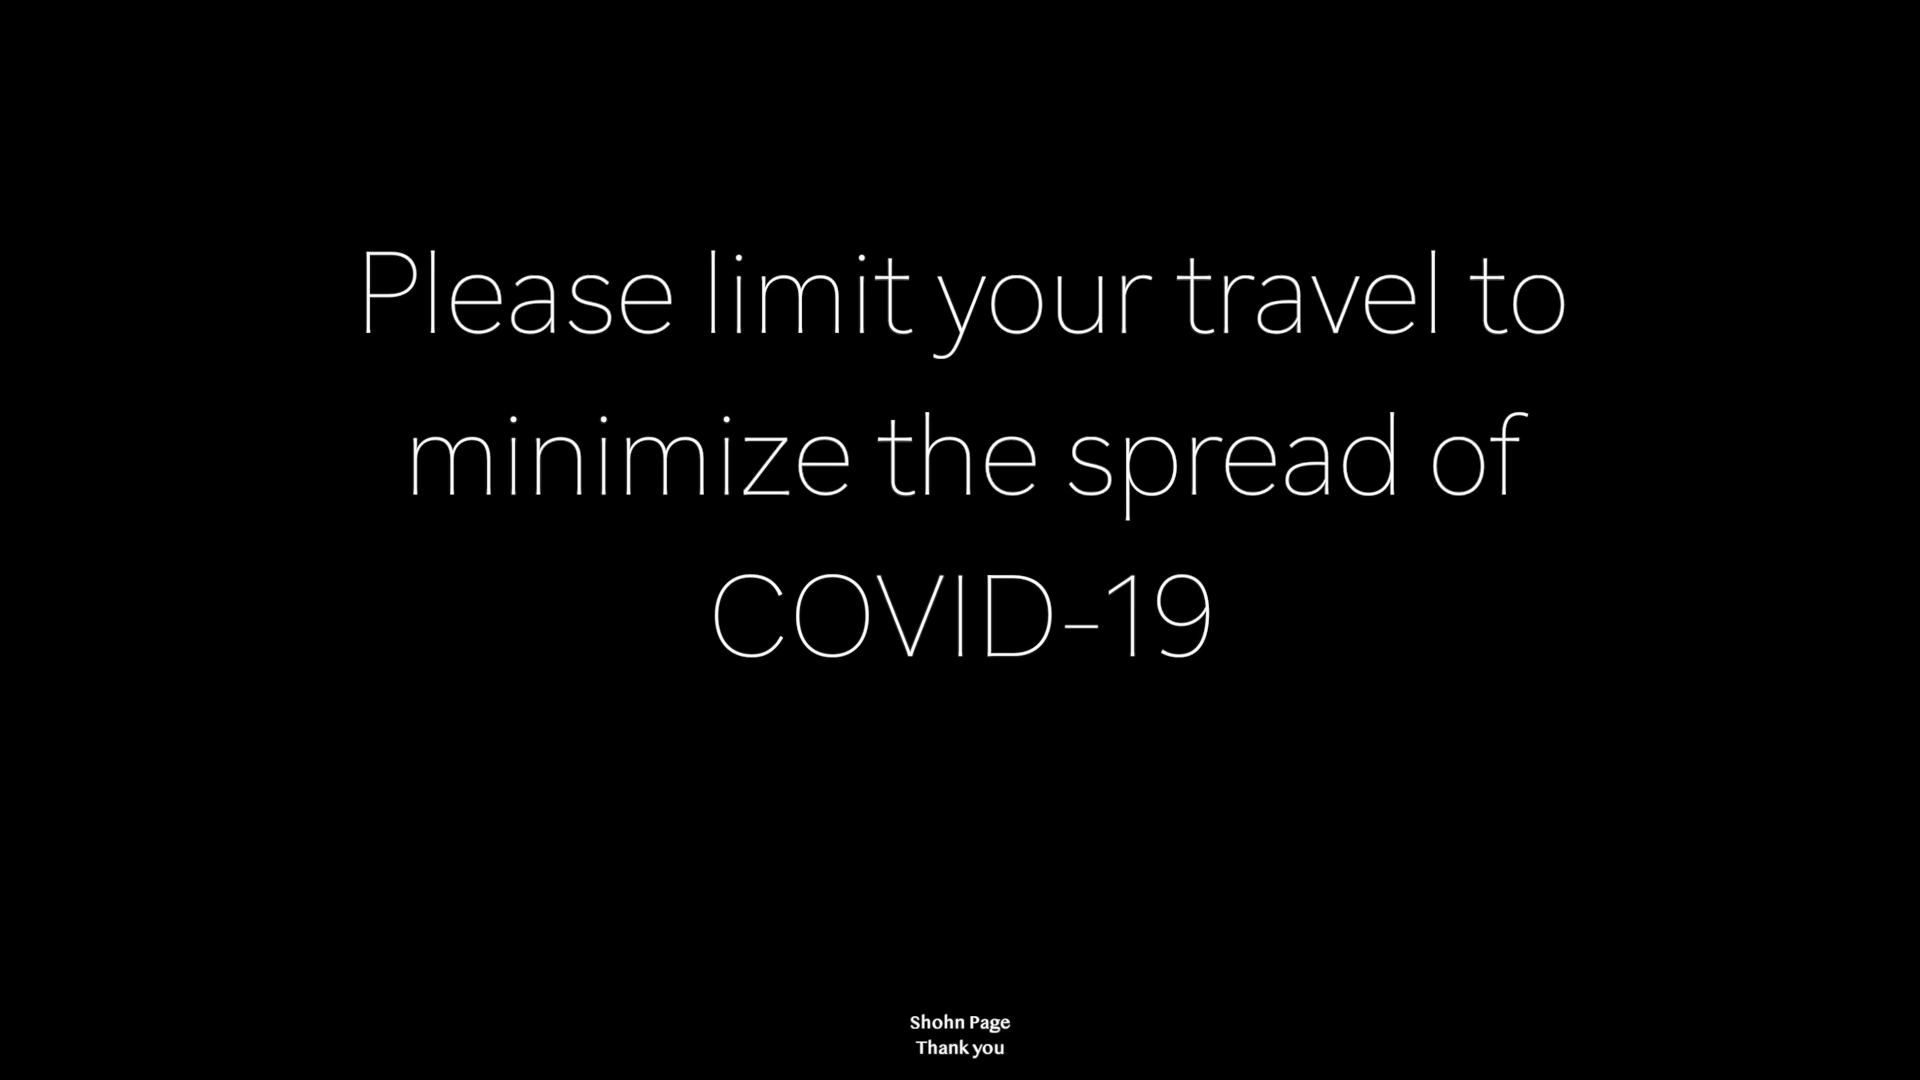 Please limit your travel to
minimize the spread of
COVID-19
Shohn Page
Thank you